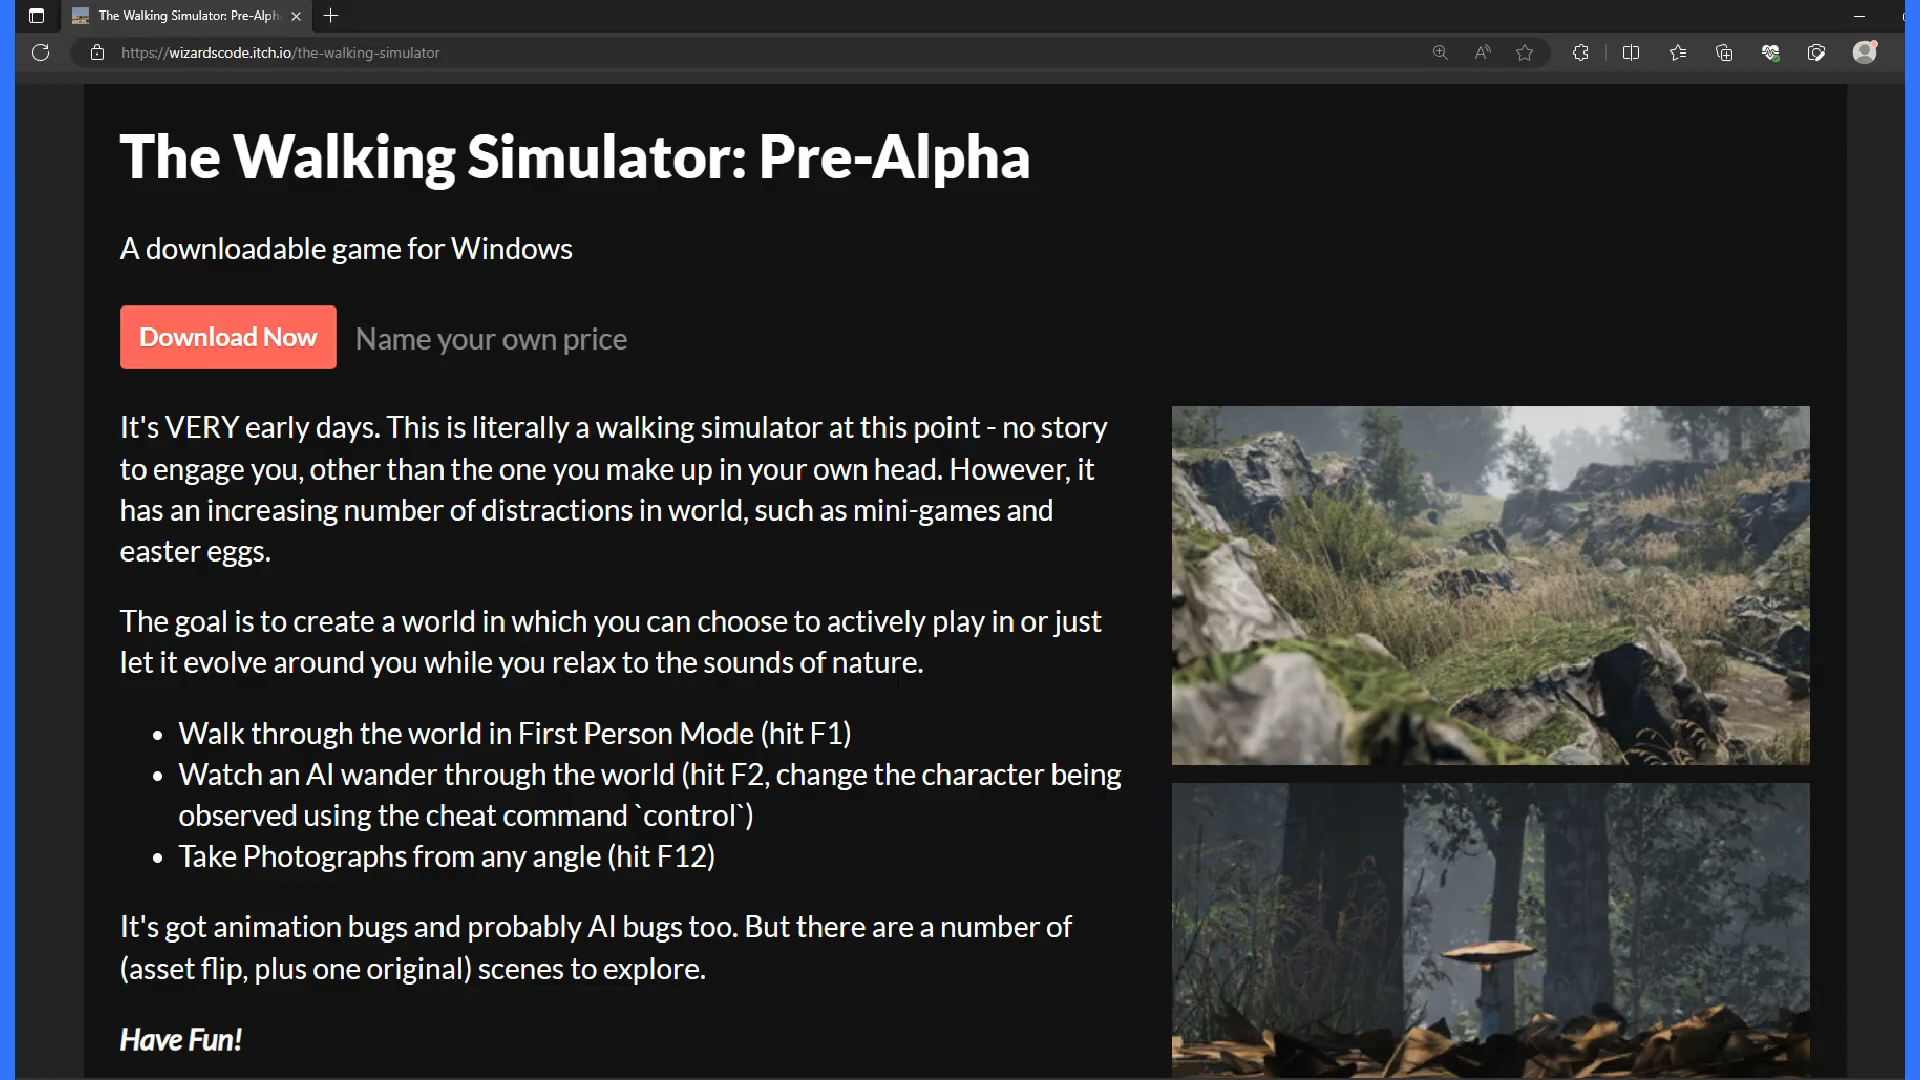 The Walking Simulator: Pre-Alph
https://wizardscode.itch.io/the-walking-simulator
The Walking Simulator: Pre-Alpha
A downloadable game for Windows
Download Now
Name your own price
It's VERY early days. This is literally a walking simulator at this point - no story
to engage you, other than the one you make up in your own head. However, it
has an increasing number of distractions in world, such as mini-games and
easter eggs.
The goal is to create a world in which you can choose to actively play in or just
let it evolve around you while you relax to the sounds of nature.
• Walk through the world in First Person Mode (hit F1)
• Watch an AI wander through the world (hit F2, change the character being
observed using the cheat command `control`)
• Take Photographs from any angle (hit F12)
It's got animation bugs and probably AI bugs too. But there are a number of
(asset flip, plus one original) scenes to explore.
Have Fun!